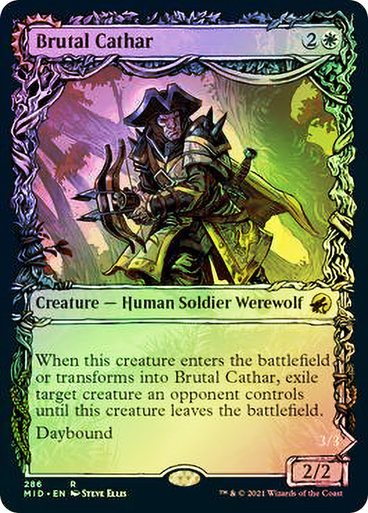 Brutal Cathar 2
Creature — Human Soldier Werewolf
When this creature enters the battlefield
or transforms into Brutal Cathar, exile
target creature an opponent controls
until this creature leaves the battlefield.
Daybound
3/3
2/2
286 R
MID • EN Steve Ellis ™ & © 2021 Wizards of the Coast